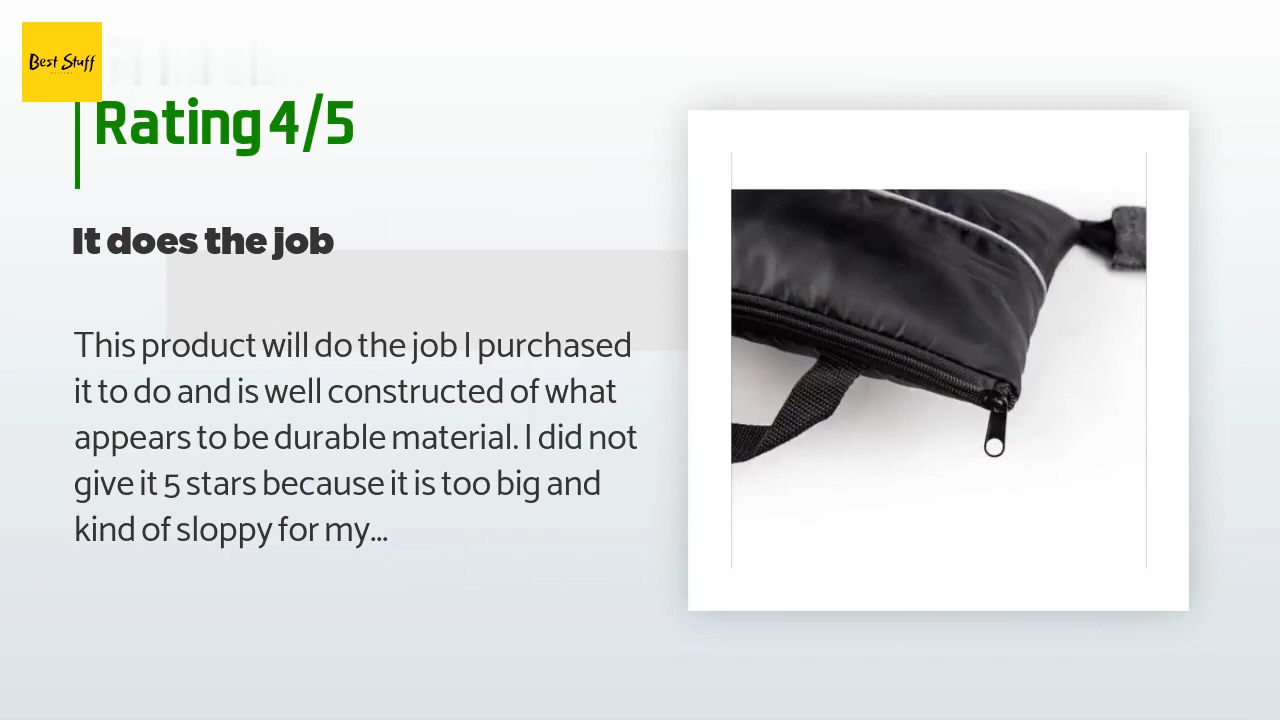 Best Stuff
Rating 4/5
It does the job
This product will do the job I purchased
it to do and is well constructed of what
appears to be durable material. I did not
give it 5 stars because it is too big and
kind of sloppy for my...